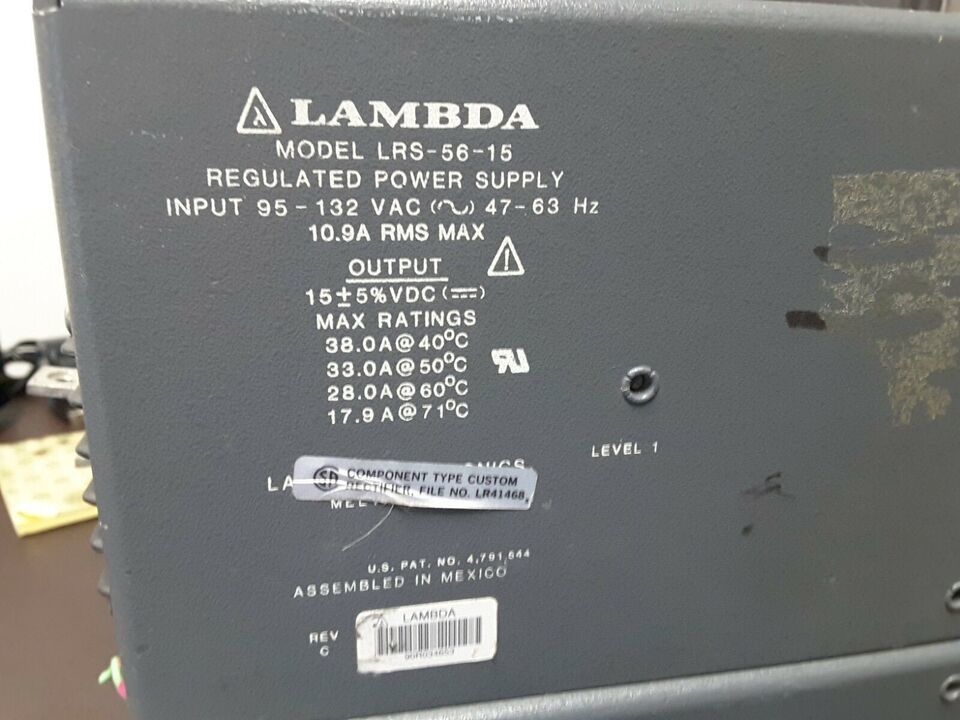 LAMBDA
MODEL LRS-56-15
REGULATED POWER SUPPLY
INPUT 95-132 VAC (∿) 47-63 Hz
10.9A RMS MAX
OUTPUT
15±5%VDC (⎓)
MAX RATINGS
38.0A@40°C
33.0A@50°C
28.0A@60°C
17.9A@71°C
LEVEL 1
COMPONENT TYPE CUSTOM
RECTIFIER, FILE NO. LR41468
U.S. PAT. NO. 4,791,544
ASSEMBLED IN MEXICO
REV
C
LAMBDA